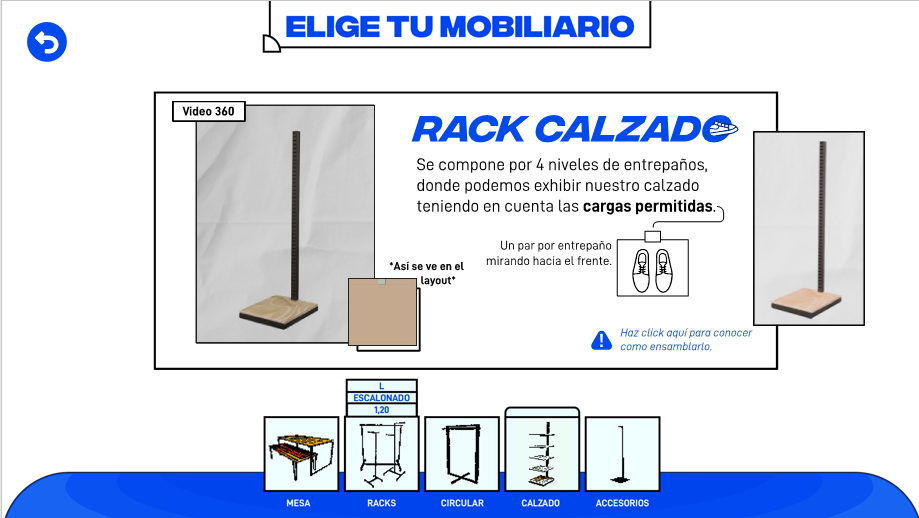 ELIGE TU MOBILIARIO
Video 360
RACK CALZADO
Se compone por 4 niveles de entrepaños,
donde podemos exhibir nuestro calzado
teniendo en cuenta las cargas permitidas.
Un par por entrepaño
mirando hacia el frente.
*Así se ve en el
layout*
Haz click aquí para conocer
como ensamblarlo.
L
ESCALONADO
1,20
MESA
RACKS
CIRCULAR
CALZADO
ACCESORIOS